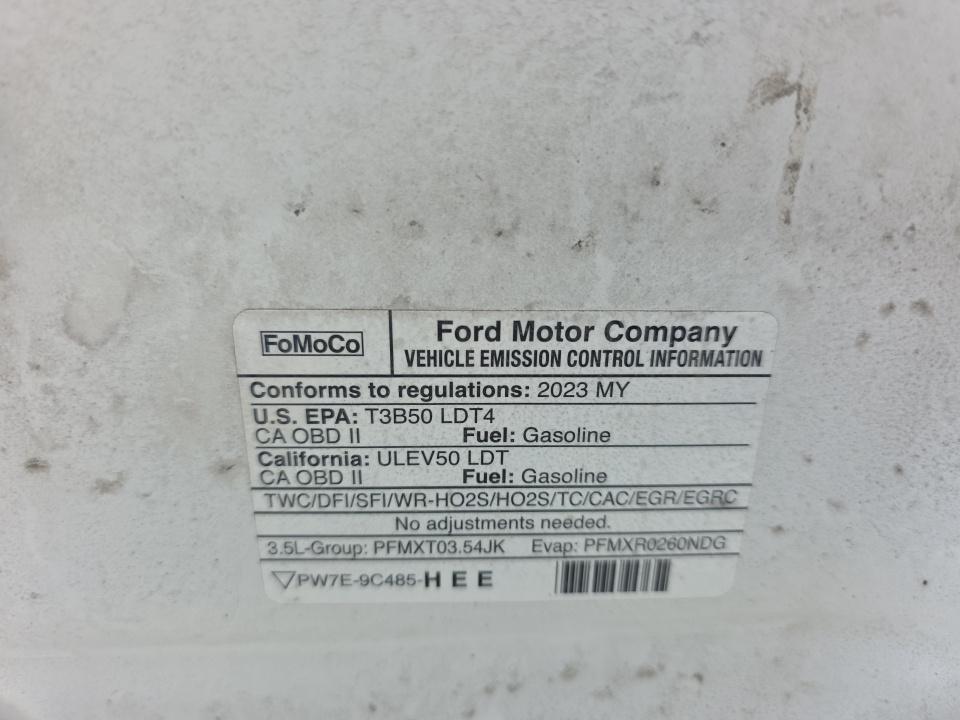 FoMoCo
Ford Motor Company
VEHICLE EMISSION CONTROL INFORMATION
Conforms to regulations: 2023 MY
U.S. EPA: T3B50 LDT4
CA OBD II Fuel: Gasoline
California: ULEV50 LDT
CA OBD II Fuel: Gasoline
TWC/DFI/SFI/WR-HO2S/HO2S/TC/CAC/EGR/EGRC
No adjustments needed.
3.5L-Group: PFMXT03.54JK Evap: PFMXR0260NDG
PW7E-9C485-HEE